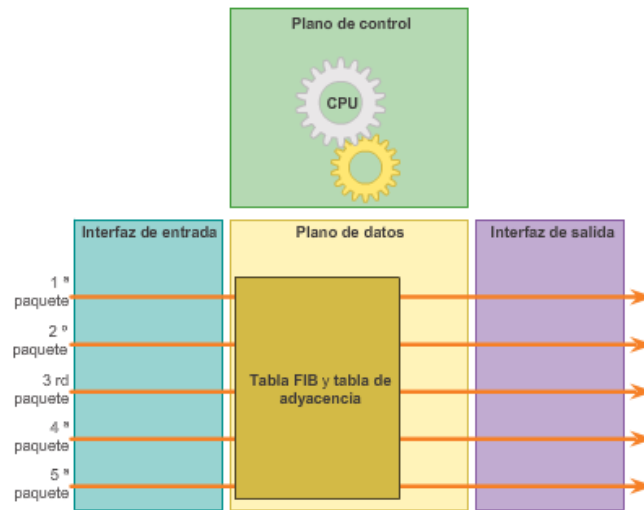 Plano de control
CPU
Interfaz de entrada
Plano de datos
Interfaz de salida
1 º
paquete
2 º
paquete
3 rd
paquete
4 º
paquete
5 º
paquete
Tabla FIB y tabla de
adyacencia